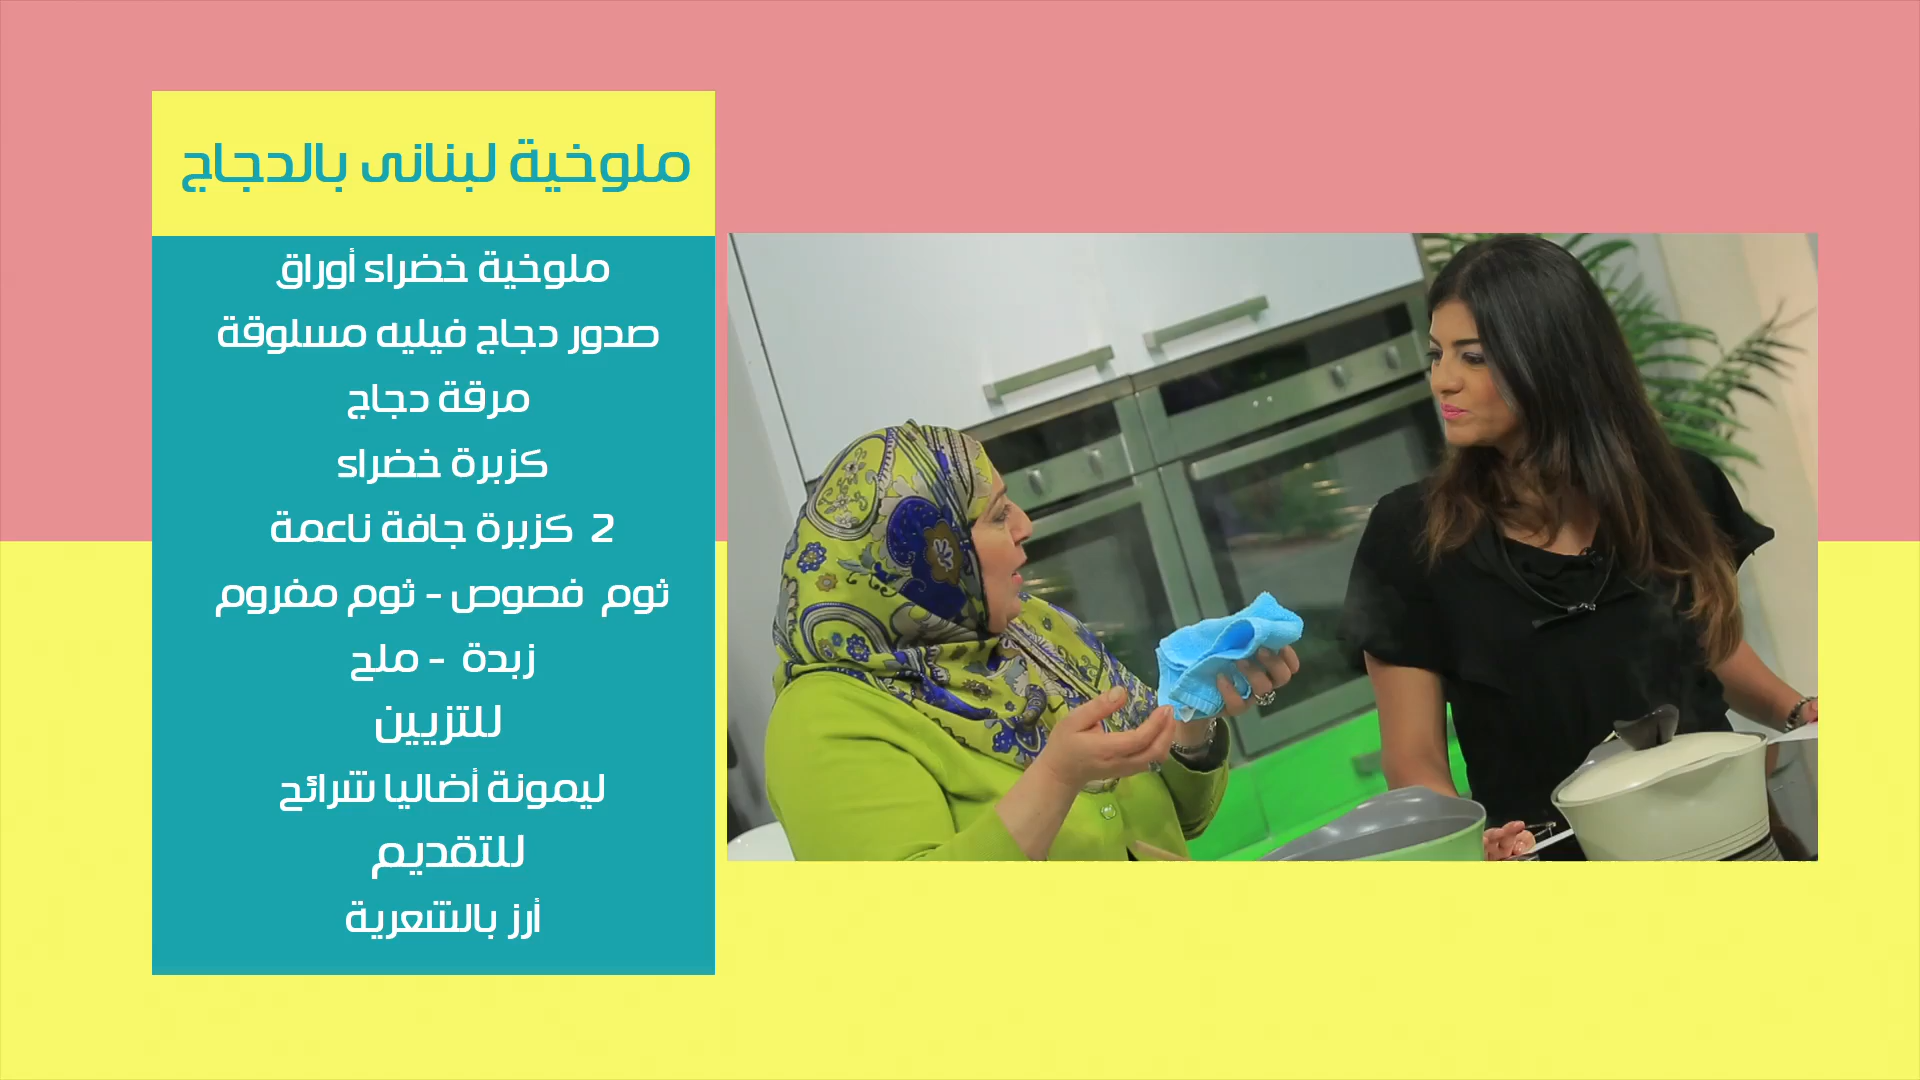 ملوخية لبنانى بالدجاج
ملوخية خضراء أوراق
صدور دجاج فيليه مسلوقة
مرقة دجاج
كزبرة خضراء
2 كزبرة جافة ناعمة
ثوم فصوص - ثوم مفروم
زبدة - ملح
للتزيين
ليمونة أضاليا شرائح
للتقديم
أرز بالشعرية